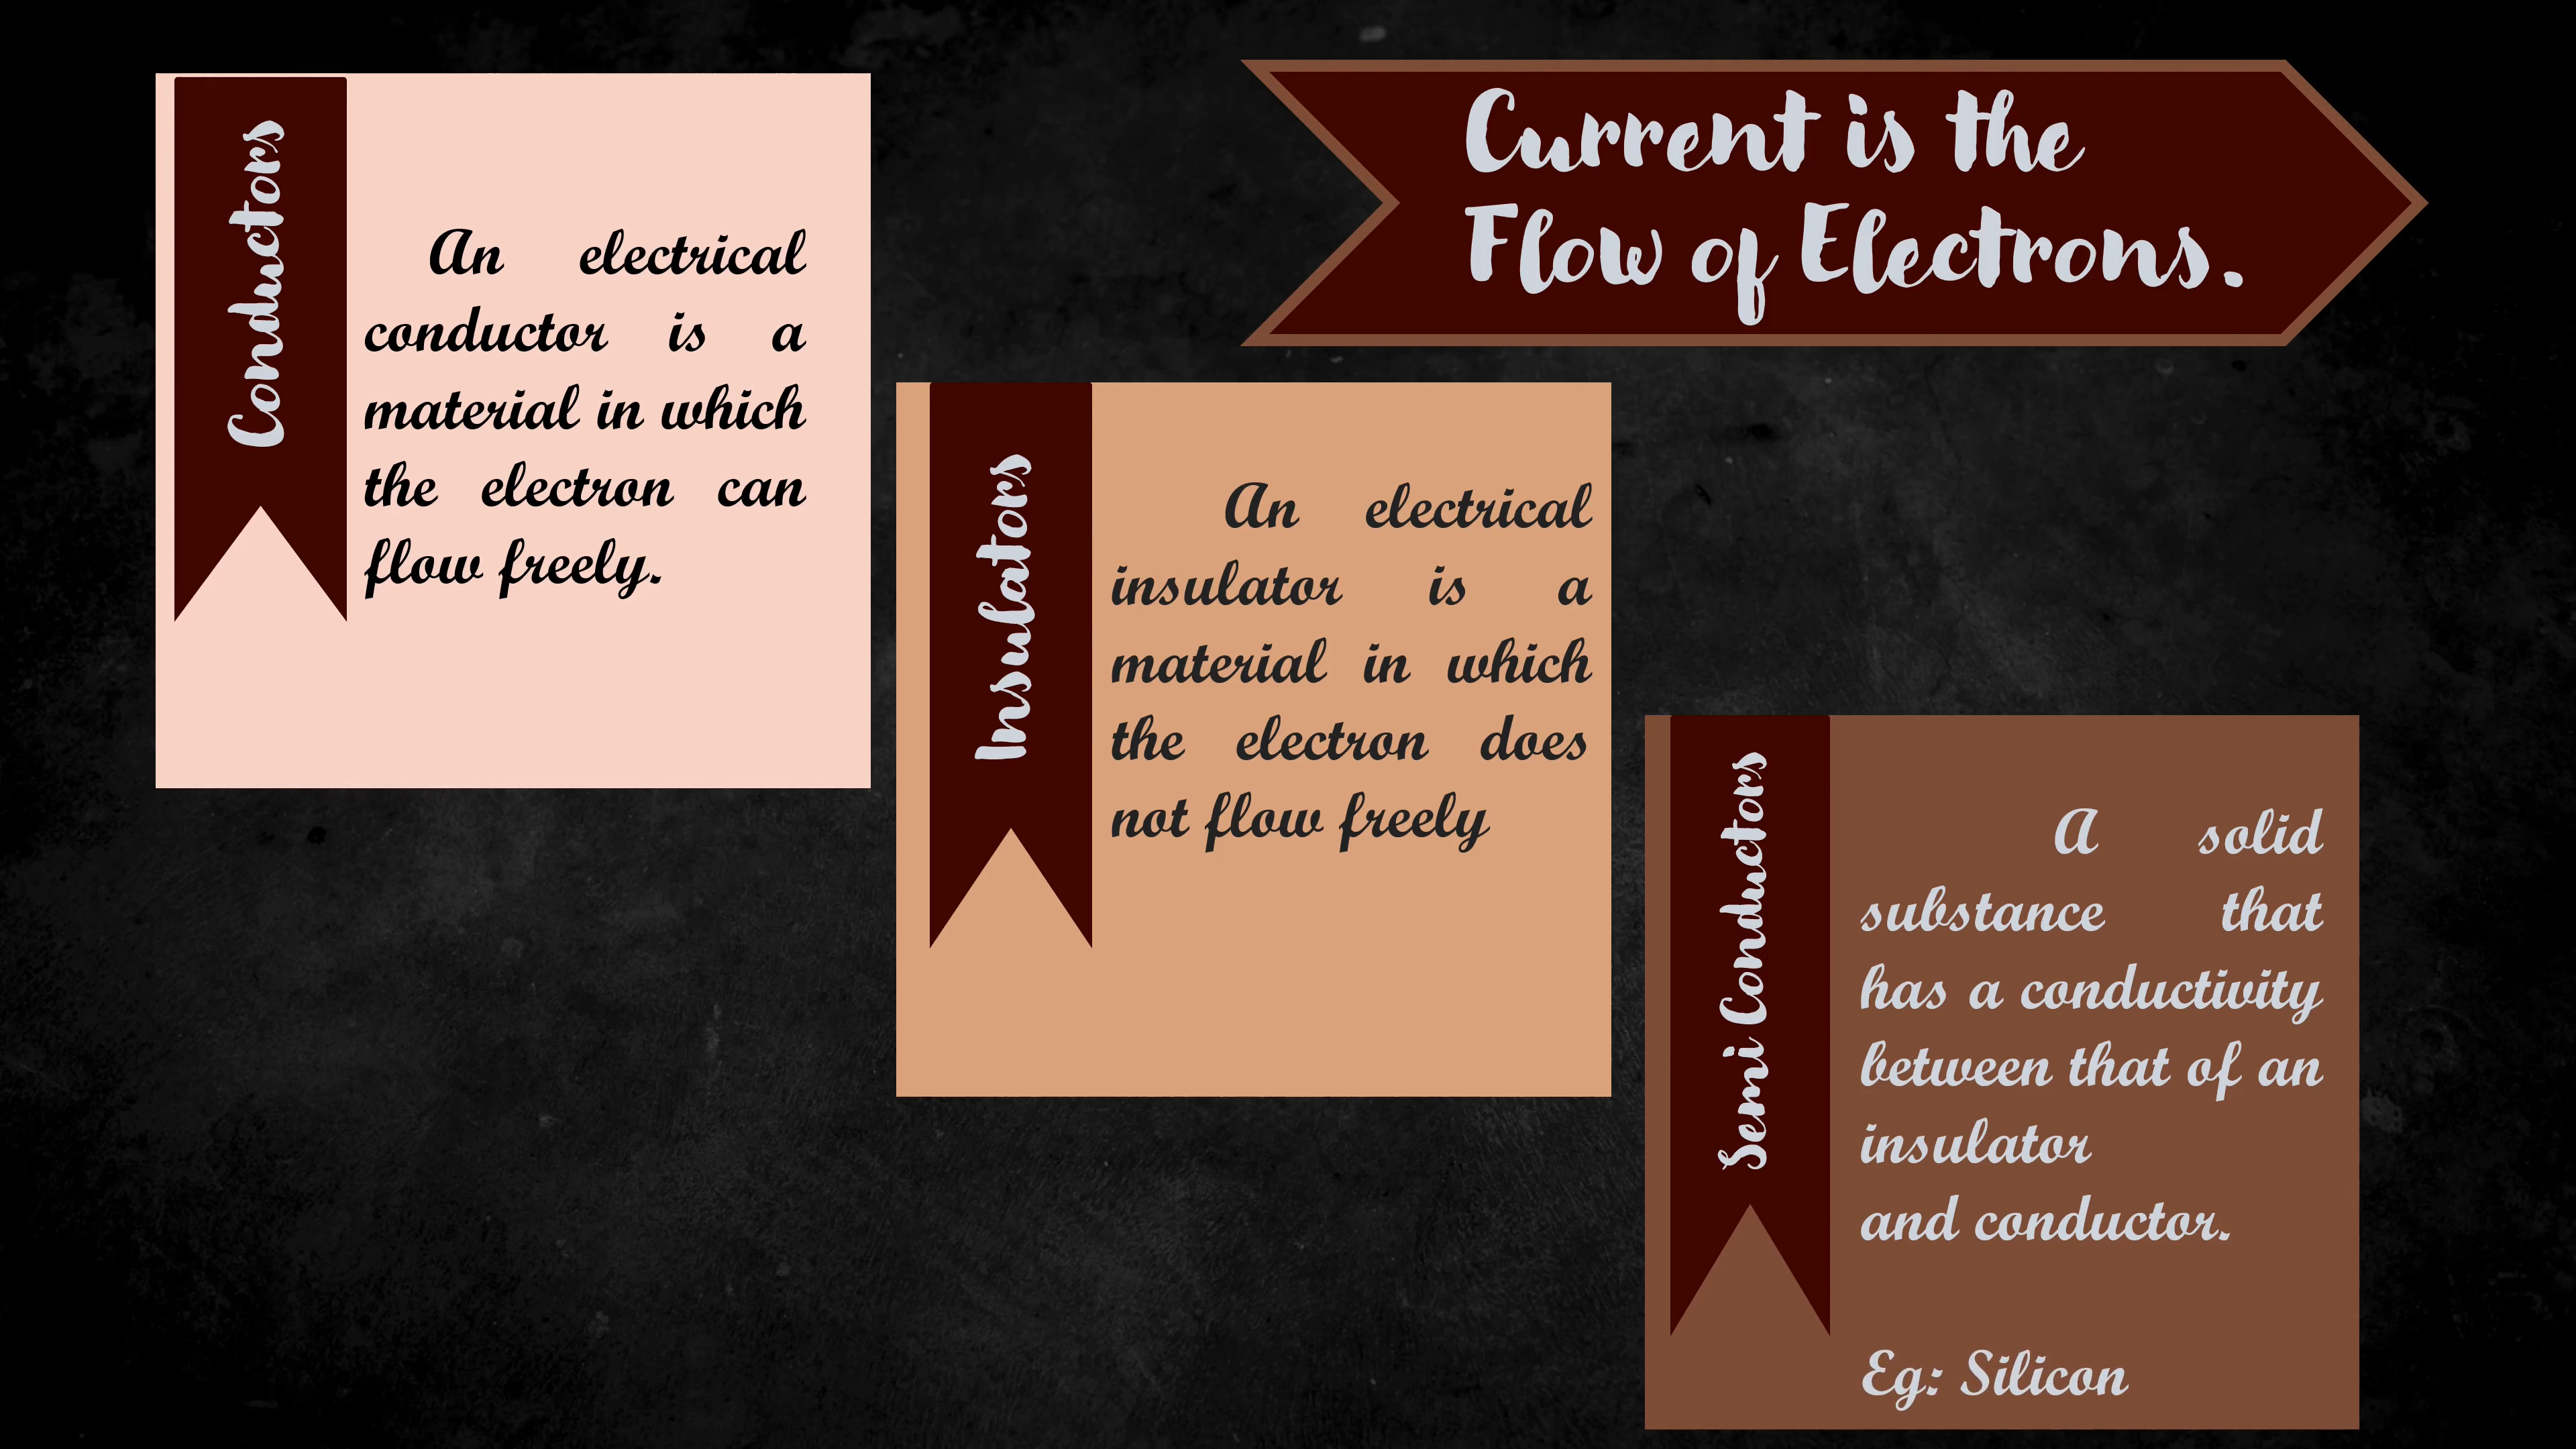 Current is the
Flow of Electrons.
Conductors
An electrical
conductor is a
material in which
the electron can
flow freely.
Insulators
An electrical
insulator is a
material in which
the electron does
not flow freely
Semi Conductors
A solid
substance that
has a conductivity
between that of an
insulator
and conductor.
Eg: Silicon